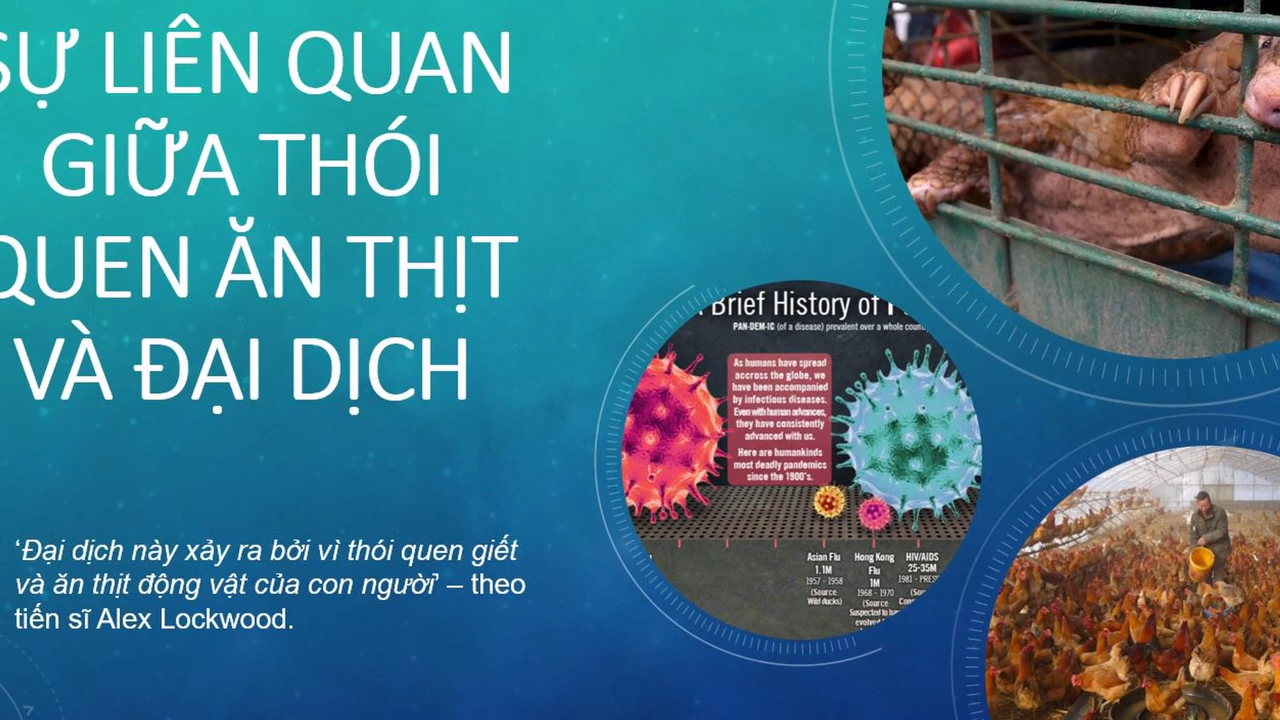 SỰ LIÊN QUAN
GIỮA THÓI
QUEN ĂN THỊT
VÀ ĐẠI DỊCH
‘Đại dịch này xảy ra bởi vì thói quen giết
và ăn thịt động vật của con người’ – theo
tiến sĩ Alex Lockwood.
Brief History of
PAN-DEM-IC (of a disease) prevalent over a whole
As humans have spread
accross the globe, we
have been accompanied
by infectious diseases.
Even with human advances,
they have consistently
advanced with us.
Here are humankinds
most deadly pandemics
since the 1900's.
Asian Flu
1.1M
1957 - 1958
(Source:
Wild ducks)
Hong Kong
Flu
1M
1968 - 1970
(Source:
Suspected to
evolved
HIV/AIDS
25-35M
1981 -